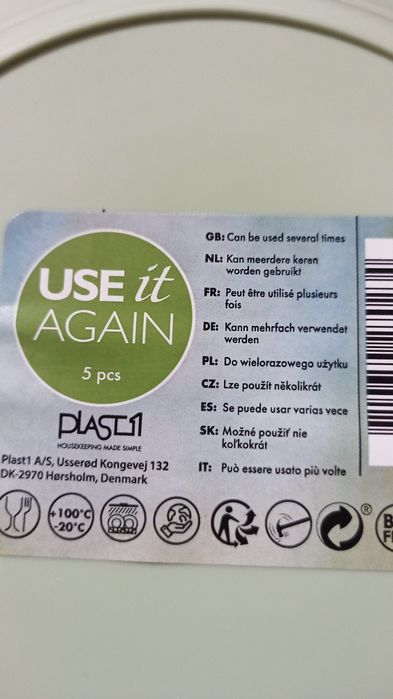 USE it
AGAIN
5 pcs
PLAST1
HOUSEKEEPING MADE SIMPLE
Plast1 A/S, Usserød Kongevej 132
DK-2970 Hørsholm, Denmark
GB: Can be used several times
NL: Kan meerdere keren
worden gebruikt
FR: Peut être utilisé plusieurs
fois
DE: Kann mehrfach verwendet
werden
PL: Do wielorazowego użytku
CZ: Lze použít několikrát
ES: Se puede usar varias vece
SK: Možné použiť nie
koľkokrát
IT: Può essere usato più volte
+100°C
-20°C
®